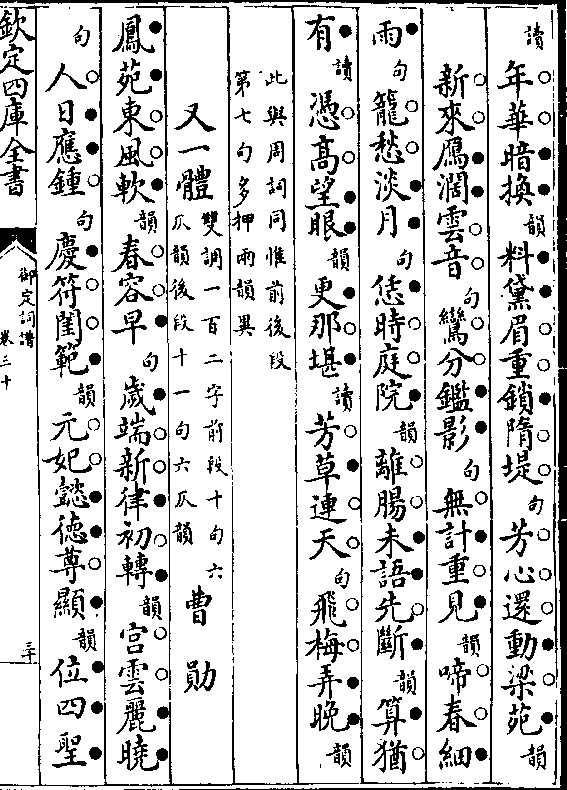 讀年華暗換韻料黛眉重鎖隋堤句芳心還動梁苑韻
新來鴈濶雲音句鸞分鑑影句無計重見韻啼春細
雨句籠愁淡月句恁時庭院韻離腸未語先斷韻算猶
有讀憑髙望眼韻更那堪讀芳草連天句飛梅弄晚韻
此與周詞同惟前後段
第七句多押兩韻異
又一體雙調一百二字前段十句六
仄韻後段十一句六仄韻曹勛
鳳苑東風軟韻春容早句歲端新律初轉韻宫雲麗曉
句人日應鍾句慶符閨範韻元妃懿徳尊顯韻位四聖
欽定四庫全書
御定詞譜
卷三十
三十